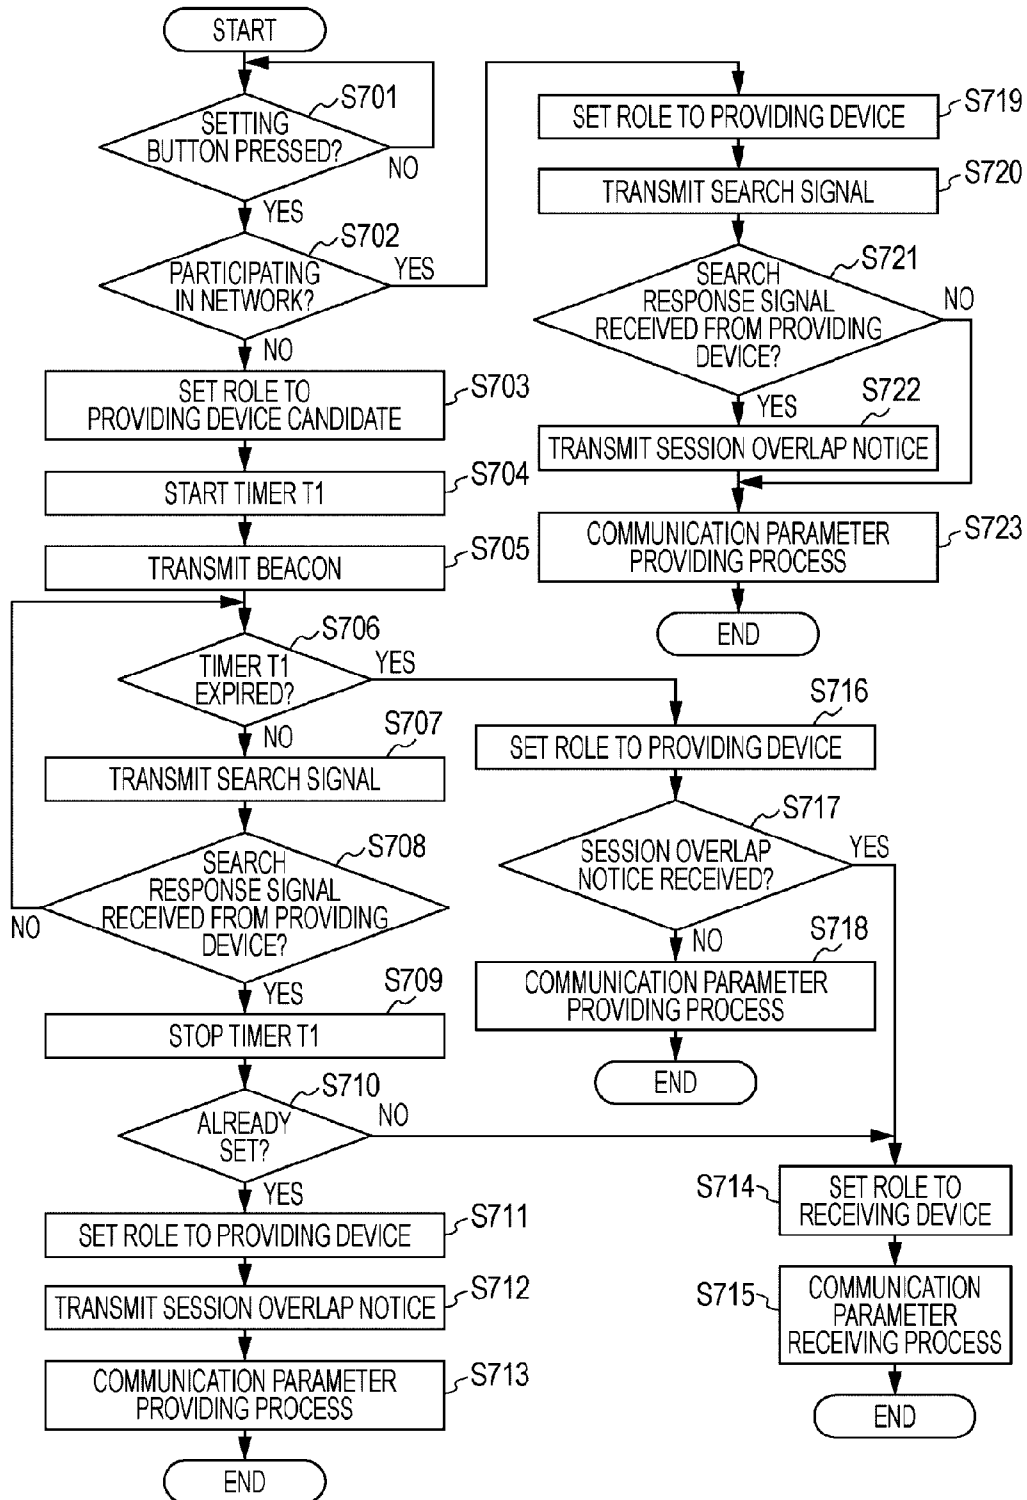 START
S701
SETTING
BUTTON PRESSED?
NO
YES
S702
PARTICIPATING
IN NETWORK?
YES
NO
S703
SET ROLE TO
PROVIDING DEVICE CANDIDATE
S704
START TIMER T1
S705
TRANSMIT BEACON
S706
TIMER T1
EXPIRED?
YES
NO
S707
TRANSMIT SEARCH SIGNAL
S708
SEARCH
RESPONSE SIGNAL
RECEIVED FROM PROVIDING
DEVICE?
NO
YES
S709
STOP TIMER T1
S710
ALREADY
SET?
NO
YES
S711
SET ROLE TO PROVIDING DEVICE
S712
TRANSMIT SESSION OVERLAP NOTICE
S713
COMMUNICATION PARAMETER
PROVIDING PROCESS
END
S719
SET ROLE TO PROVIDING DEVICE
S720
TRANSMIT SEARCH SIGNAL
S721
SEARCH
RESPONSE SIGNAL
RECEIVED FROM PROVIDING
DEVICE?
NO
YES
S722
TRANSMIT SESSION OVERLAP NOTICE
S723
COMMUNICATION PARAMETER
PROVIDING PROCESS
END
S716
SET ROLE TO PROVIDING DEVICE
S717
SESSION OVERLAP
NOTICE RECEIVED?
YES
NO
S718
COMMUNICATION PARAMETER
PROVIDING PROCESS
END
S714
SET ROLE TO
RECEIVING DEVICE
S715
COMMUNICATION
PARAMETER
RECEIVING PROCESS
END